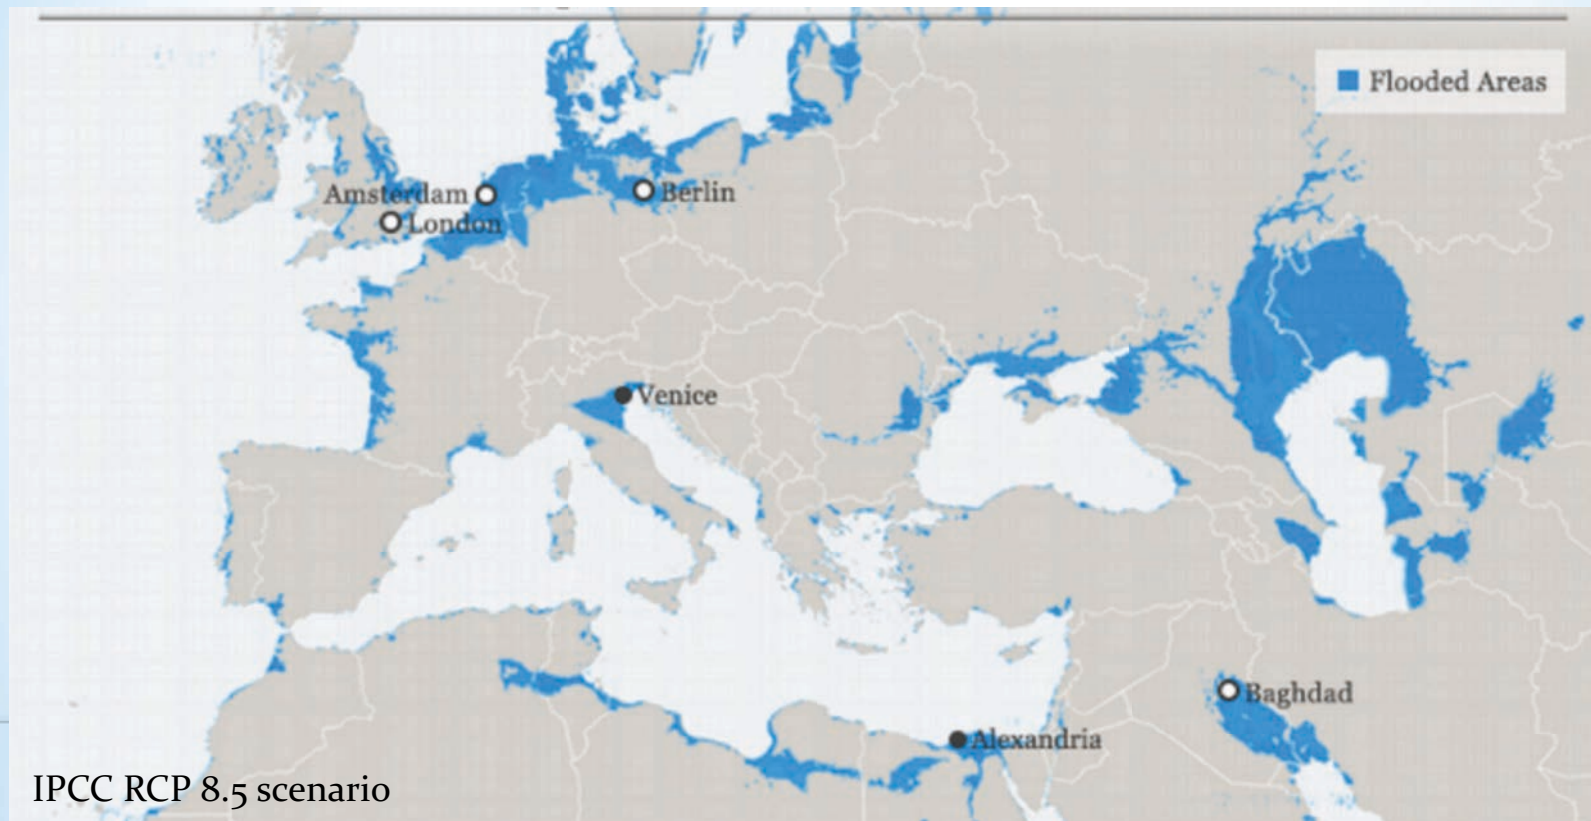 Flooded Areas
Amsterdam
Berlin
London
Venice
Baghdad
Alexandria
IPCC RCP 8.5 scenario